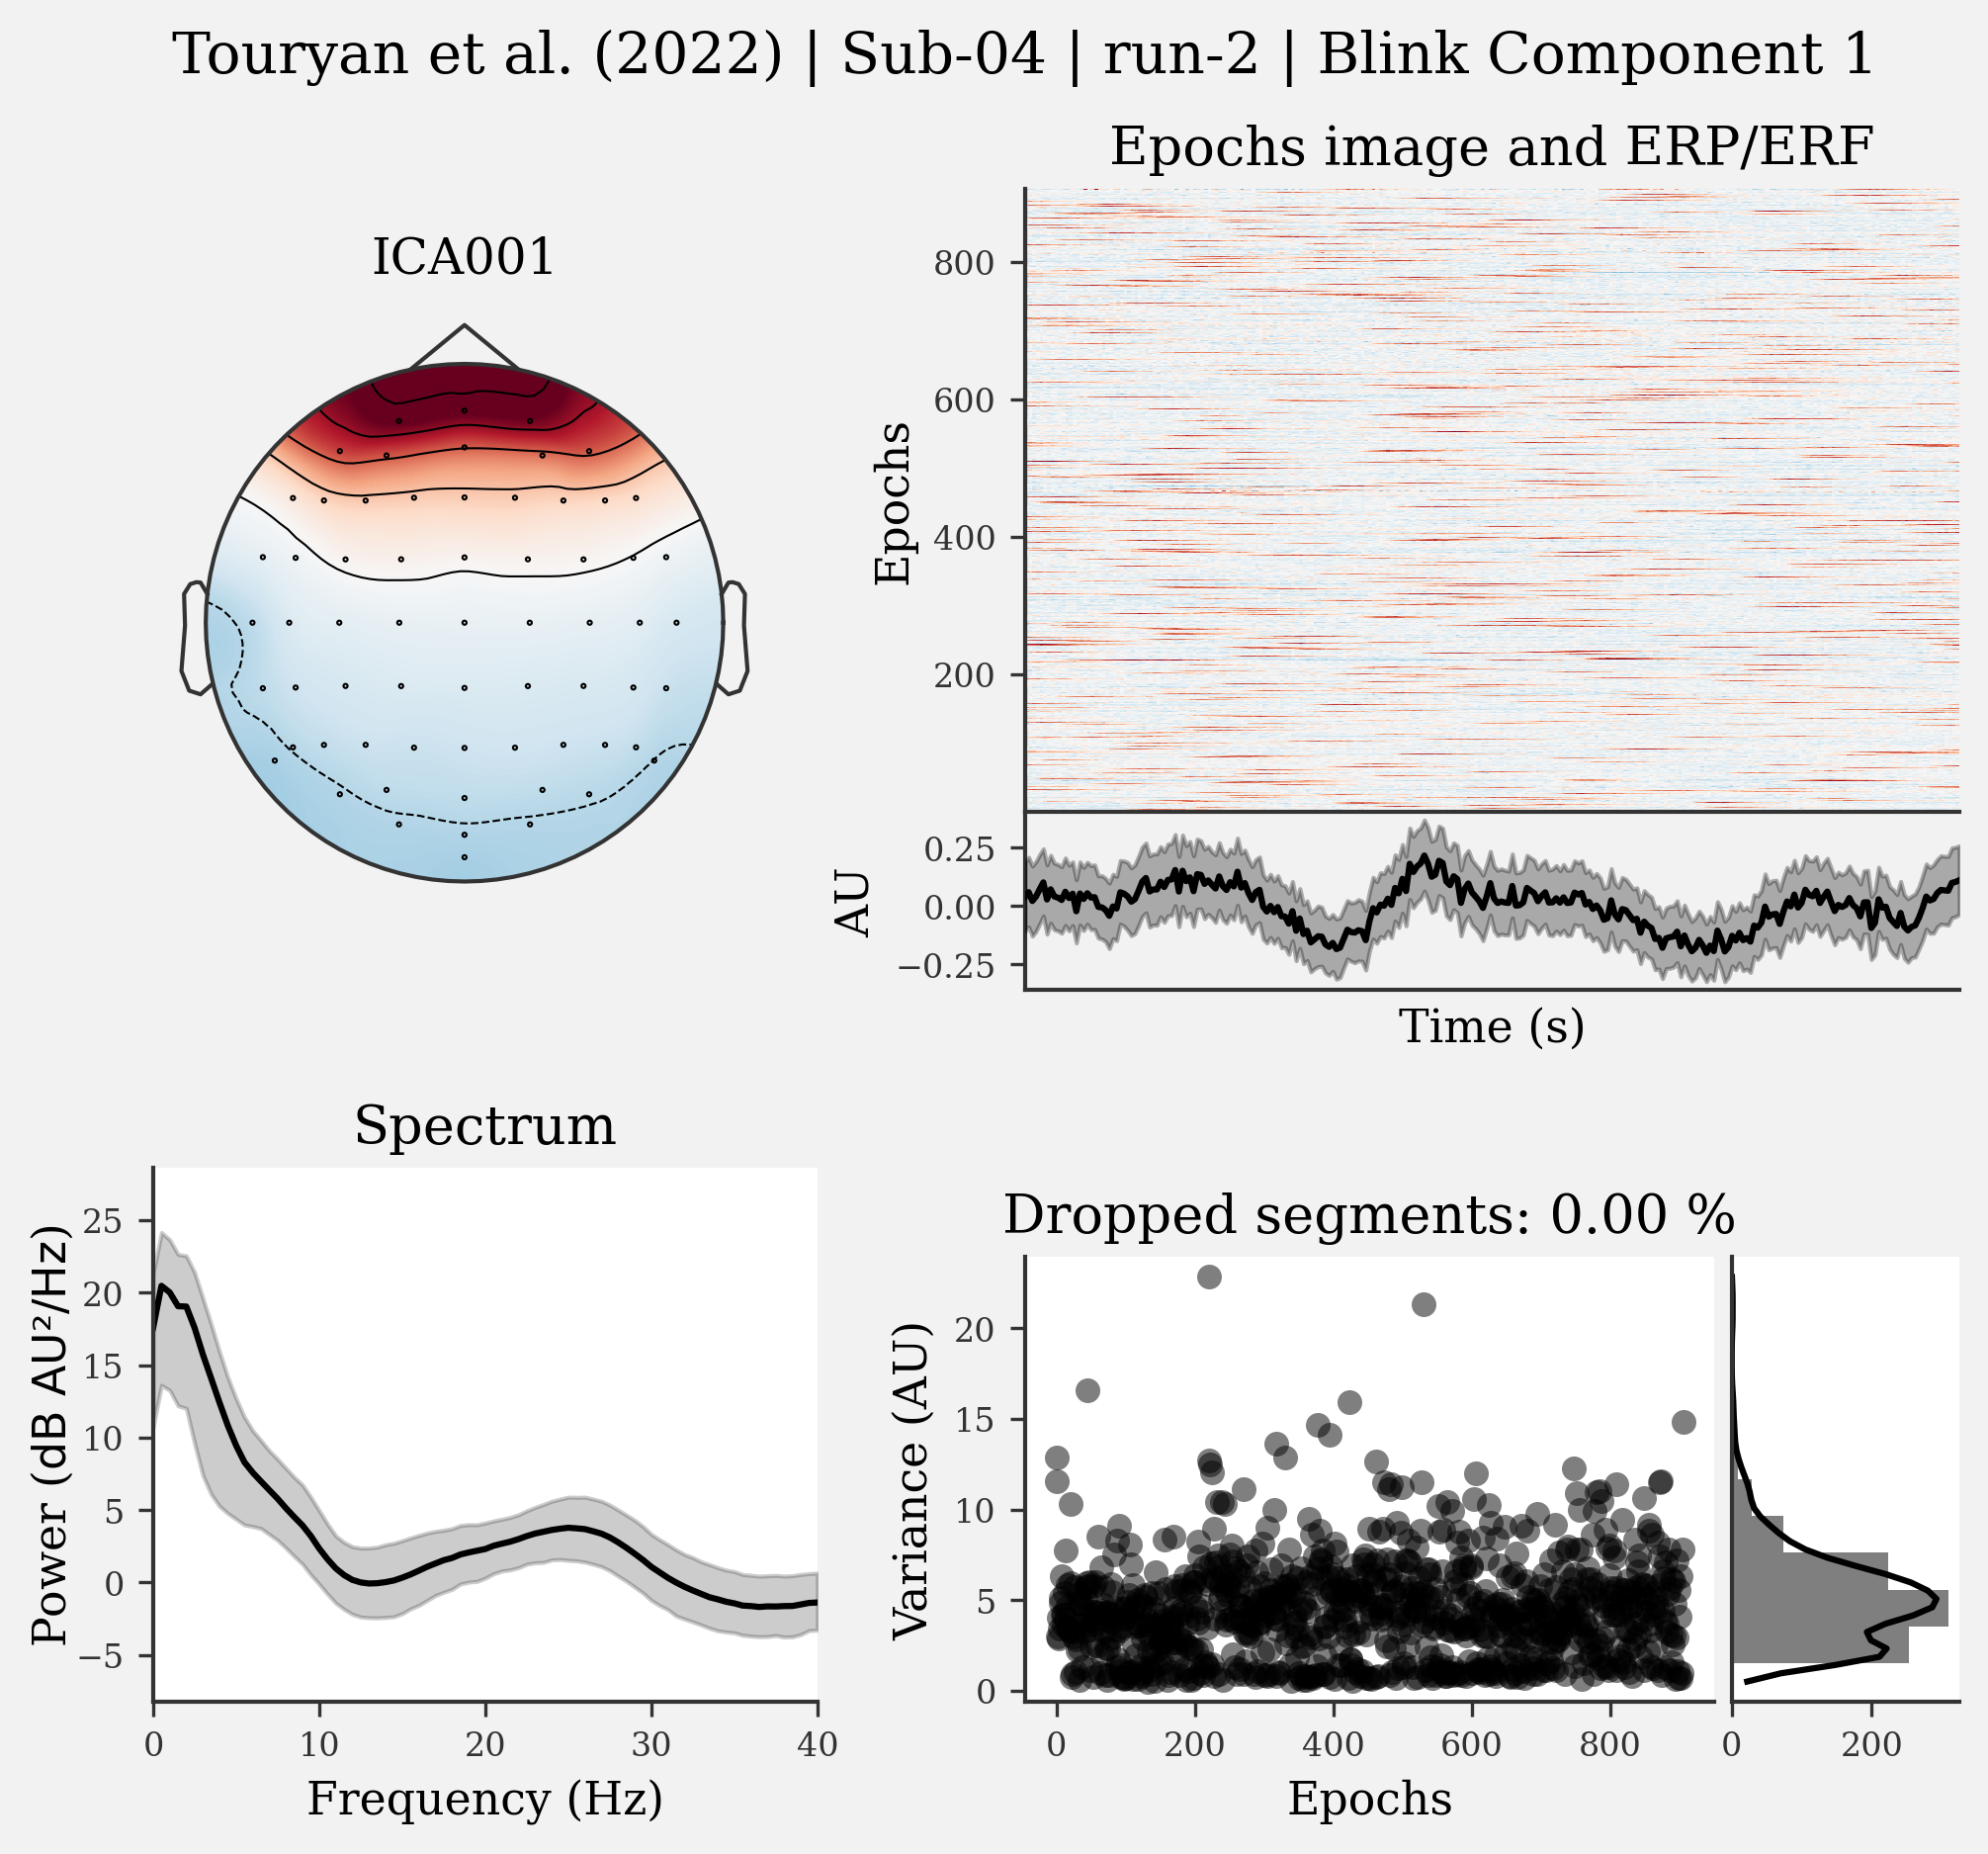 Touryan et al. (2022) | Sub-04 | run-2 | Blink Component 1
ICA001
Epochs image and ERP/ERF
800
600
400
200
Epochs
0.25
0.00
−0.25
AU
Time (s)
Spectrum
25
20
15
10
5
0
−5
Power (dB AU²/Hz)
0 10 20 30 40
Frequency (Hz)
Dropped segments: 0.00 %
20
15
10
5
0
Variance (AU)
0 200 400 600 800
Epochs
0 200